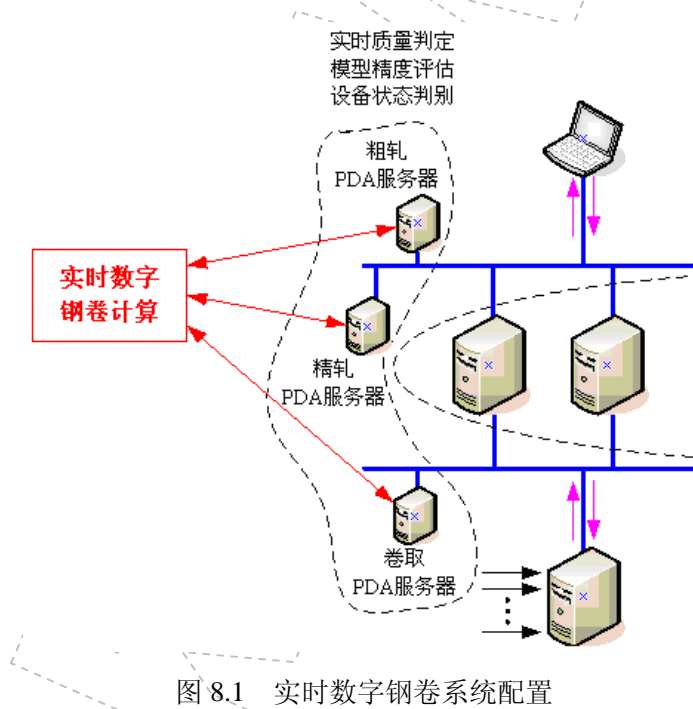 实时质量判定
模型精度评估
设备状态判别
粗轧
PDA服务器
实时数字
钢卷计算
精轧
PDA服务器
卷取
PDA服务器
图 8.1 实时数字钢卷系统配置